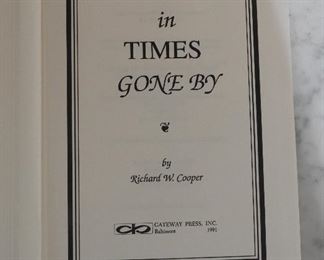 in
TIMES
GONE BY
by
Richard W. Cooper
GATEWAY PRESS, INC.
Baltimore 1991